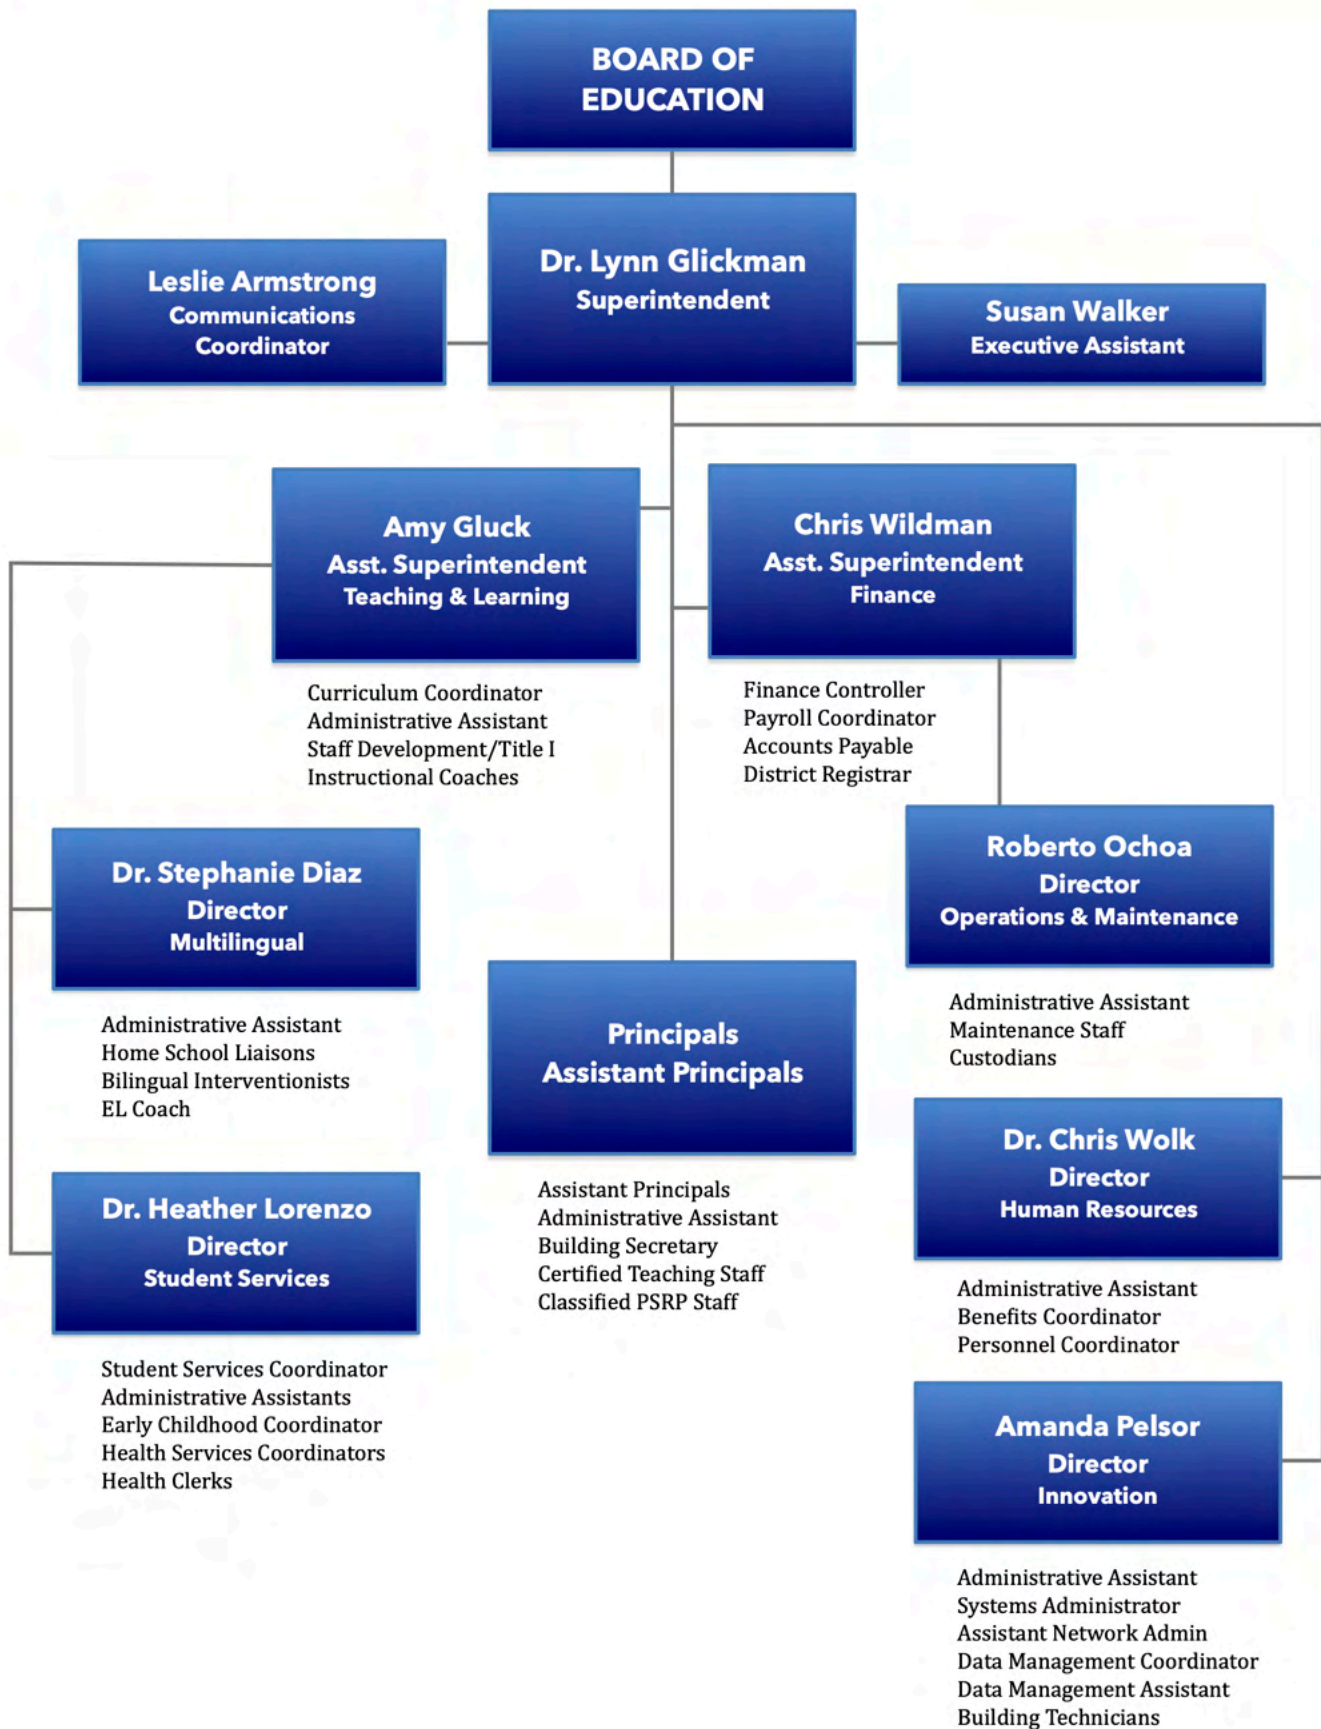 BOARD OF
EDUCATION
Dr. Lynn Glickman
Superintendent
Leslie Armstrong
Communications
Coordinator
Susan Walker
Executive Assistant
Amy Gluck
Asst. Superintendent
Teaching & Learning
Curriculum Coordinator
Administrative Assistant
Staff Development/Title I
Instructional Coaches
Chris Wildman
Asst. Superintendent
Finance
Finance Controller
Payroll Coordinator
Accounts Payable
District Registrar
Dr. Stephanie Diaz
Director
Multilingual
Administrative Assistant
Home School Liaisons
Bilingual Interventionists
EL Coach
Roberto Ochoa
Director
Operations & Maintenance
Administrative Assistant
Maintenance Staff
Custodians
Principals
Assistant Principals
Assistant Principals
Administrative Assistant
Building Secretary
Certified Teaching Staff
Classified PSRP Staff
Dr. Chris Wolk
Director
Human Resources
Administrative Assistant
Benefits Coordinator
Personnel Coordinator
Dr. Heather Lorenzo
Director
Student Services
Student Services Coordinator
Administrative Assistants
Early Childhood Coordinator
Health Services Coordinators
Health Clerks
Amanda Pelsor
Director
Innovation
Administrative Assistant
Systems Administrator
Assistant Network Admin
Data Management Coordinator
Data Management Assistant
Building Technicians